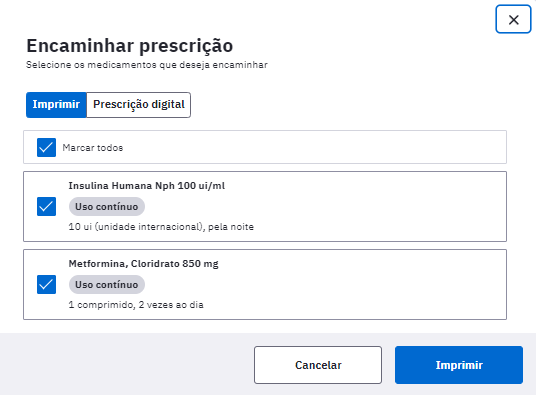 Encaminhar prescrição
Selecione os medicamentos que deseja encaminhar
Imprimir
Prescrição digital
Marcar todos
Insulina Humana Nph 100 ui/ml
Uso contínuo
10 ui (unidade internacional), pela noite
Metformina, Cloridrato 850 mg
Uso contínuo
1 comprimido, 2 vezes ao dia
Cancelar
Imprimir